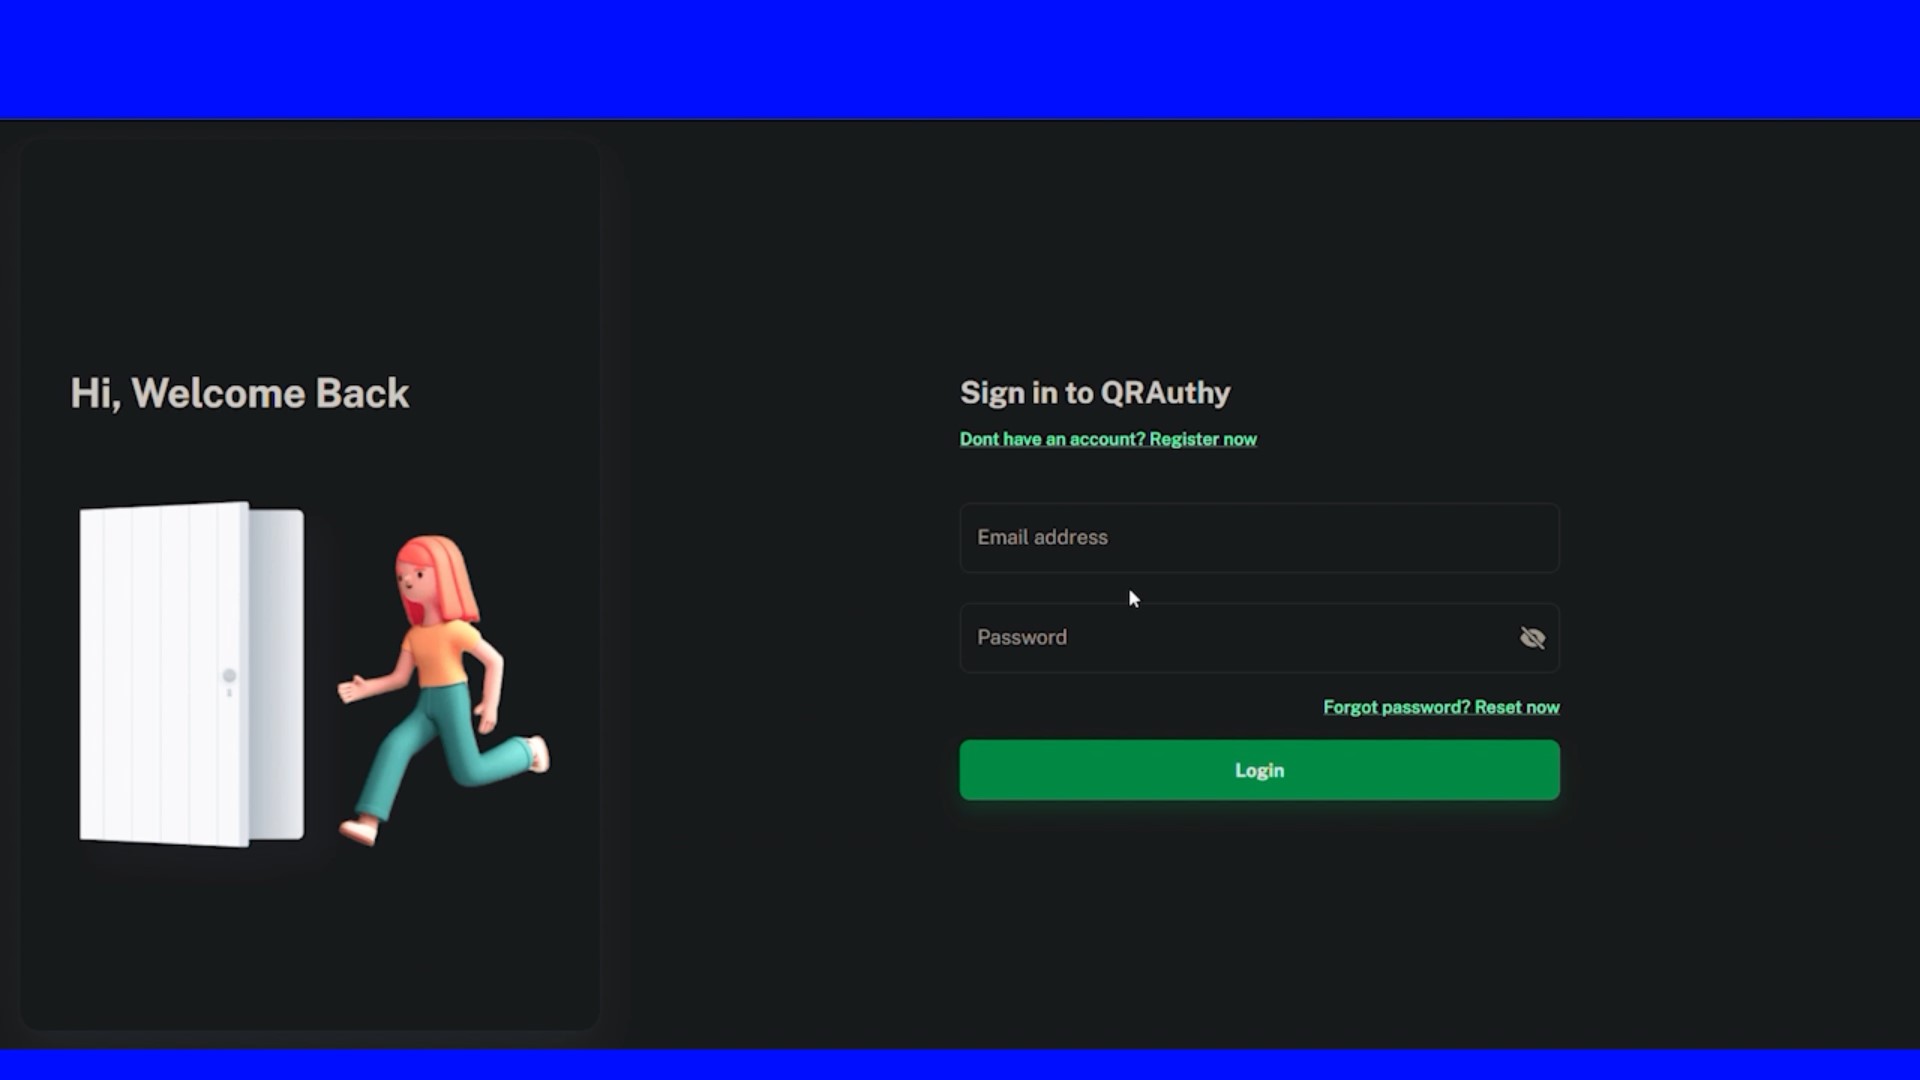 Hi, Welcome Back
Sign in to QRAuthy
Dont have an account? Register now
Email address
Password
Forgot password? Reset now
Login